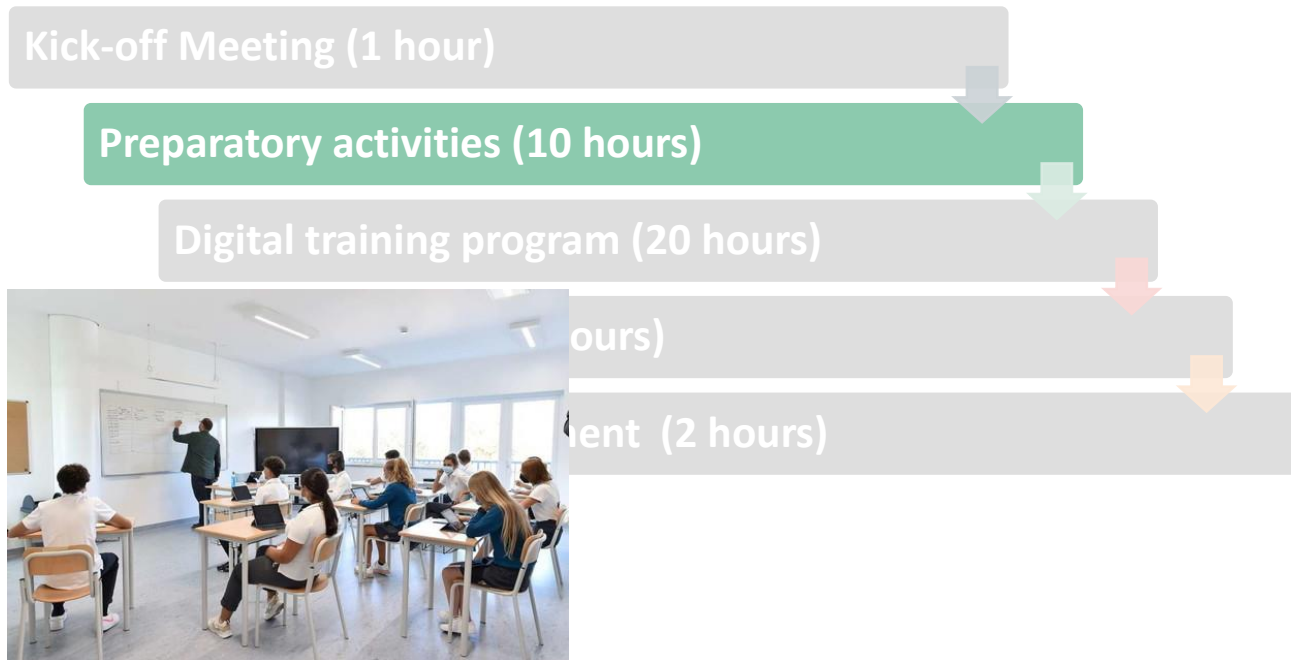 Kick-off Meeting (1 hour)
Preparatory activities (10 hours)
Digital training program (20 hours)
ours)
ent (2 hours)